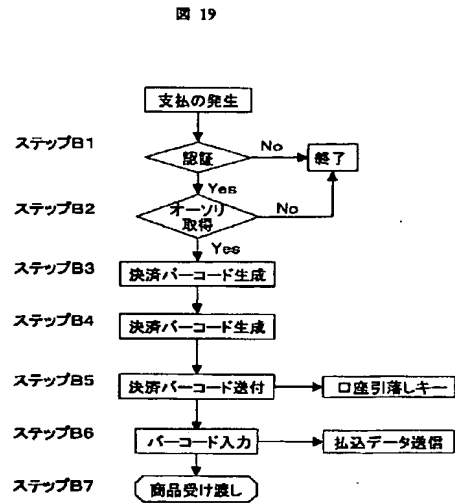 図 19
支払の発生
ステップB1
認証
No
終了
Yes
ステップB2
オーソリ
取得
No
Yes
ステップB3
決済バーコード生成
ステップB4
決済バーコード生成
ステップB5
決済バーコード送付
口座引落しキー
ステップB6
バーコード入力
払込データ送信
ステップB7
商品受け渡し